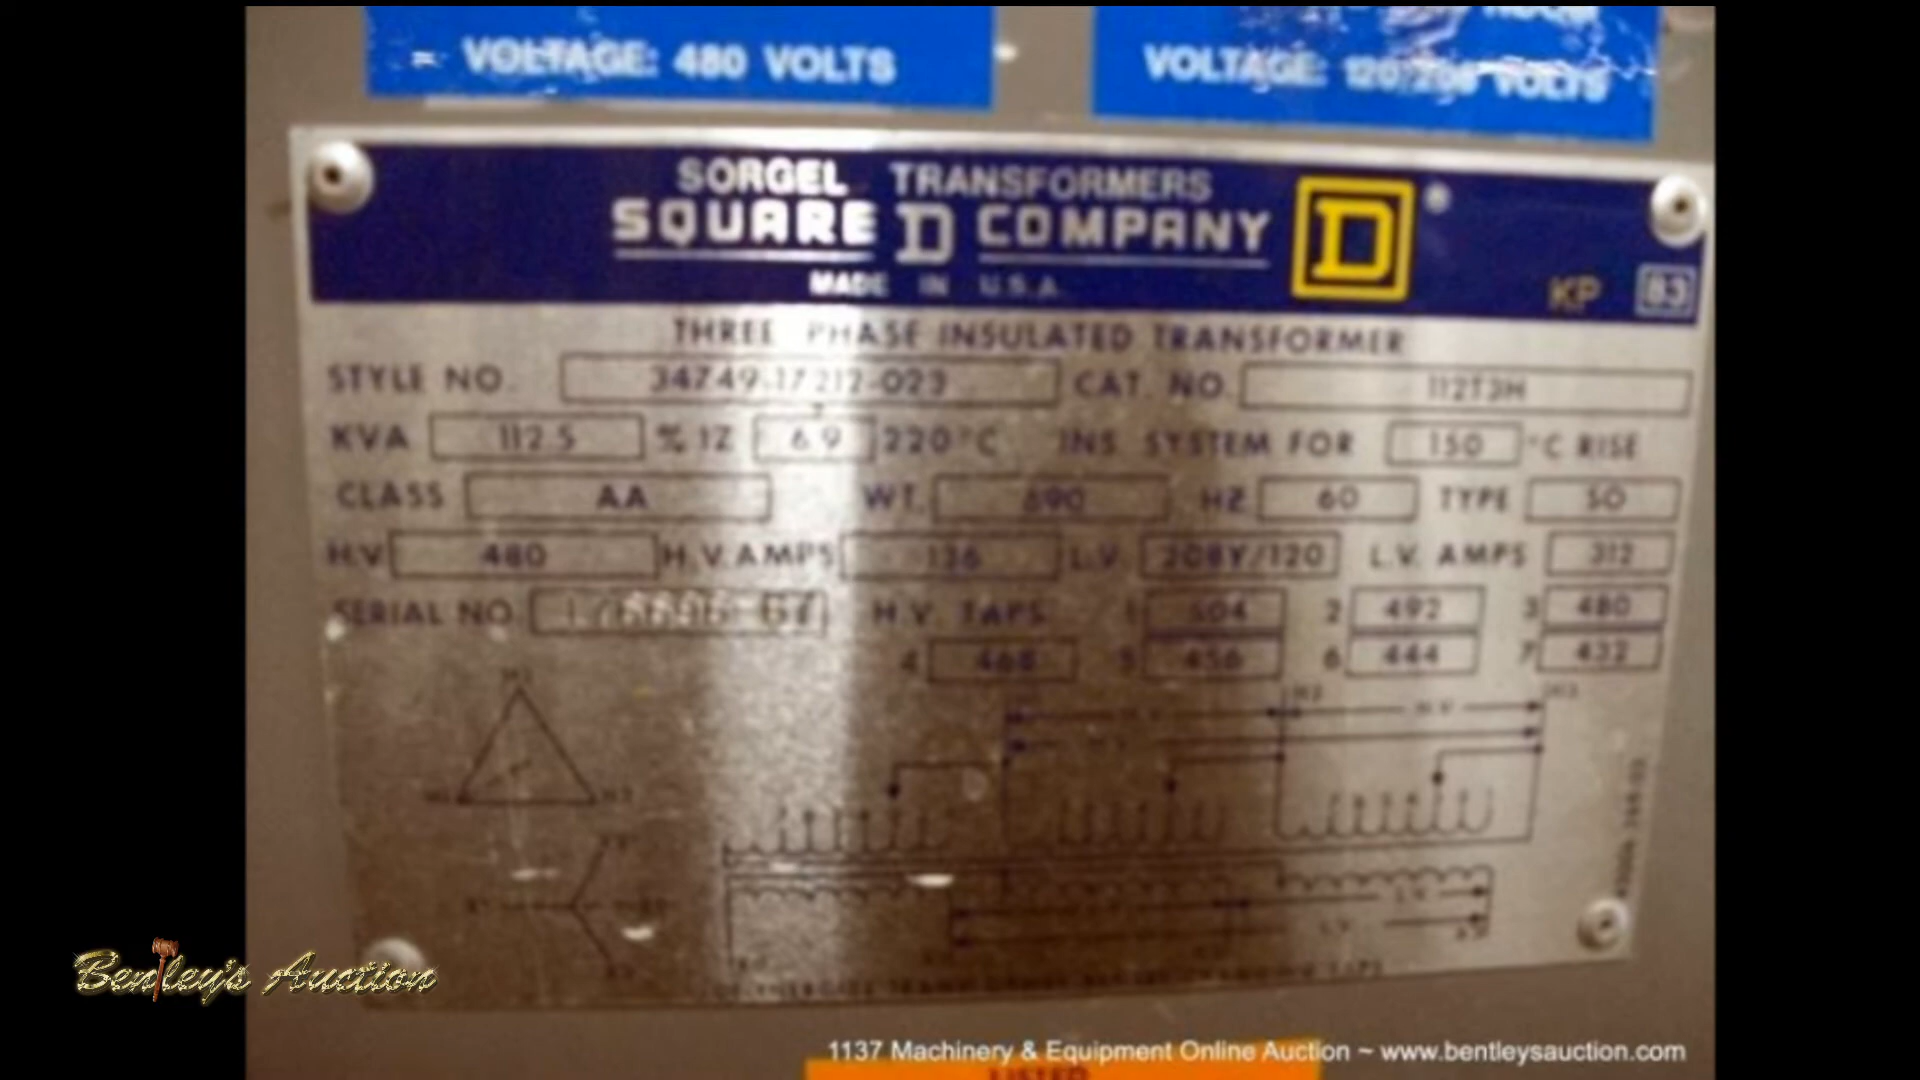 VOLTAGE: 480 VOLTS
VOLTAGE: 120/208 VOLTS
SORGEL TRANSFORMERS
SQUARE D COMPANY
D ®
MADE IN U.S.A.
KP 83
THREE PHASE INSULATED TRANSFORMER
STYLE NO. 34749-17212-023 CAT. NO. 112T3H
KVA 112.5 % IZ 6.9 220°C INS. SYSTEM FOR 150 °C RISE
CLASS AA WT. 690 HZ 60 TYPE SO
H.V. 480 H.V. AMPS 136 L.V. 208Y/120 L.V. AMPS 312
SERIAL NO. H.V. TAPS 1 504 2 492 3 480
4 468 5 456 6 444 7 432
H2 H3
H.V.
Bentley's Auction
1137 Machinery & Equipment Online Auction ~ www.bentleysauction.com
LISTED